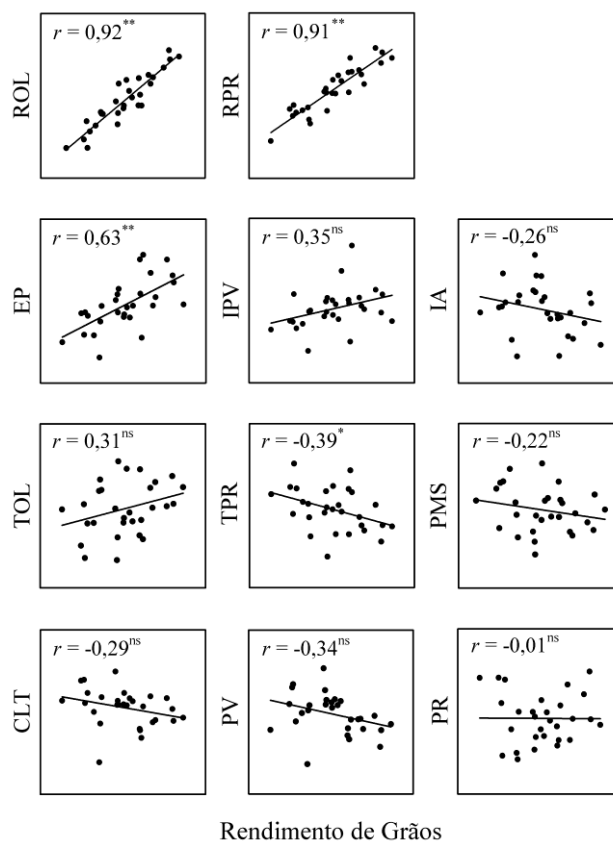 r = 0,92**
ROL
r = 0,91**
RPR
r = 0,63**
EP
r = 0,35ns
IPV
r = -0,26ns
IA
r = 0,31ns
TOL
r = -0,39*
TPR
r = -0,22ns
PMS
r = -0,29ns
CLT
r = -0,34ns
PV
r = -0,01ns
PR
Rendimento de Grãos